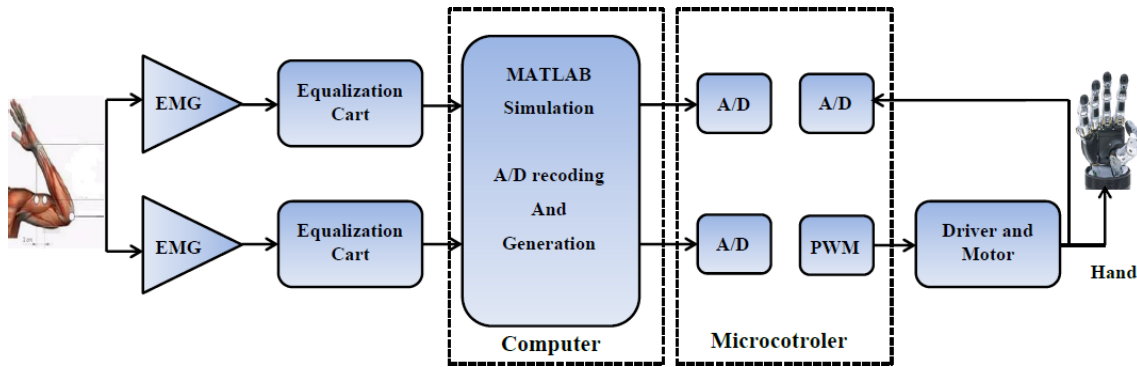 EMG
Equalization
Cart
MATLAB
Simulation
A/D recoding
And
Generation
A/D
A/D
EMG
Equalization
Cart
A/D
PWM
Driver and
Motor
Hand
Computer
Microcotroler